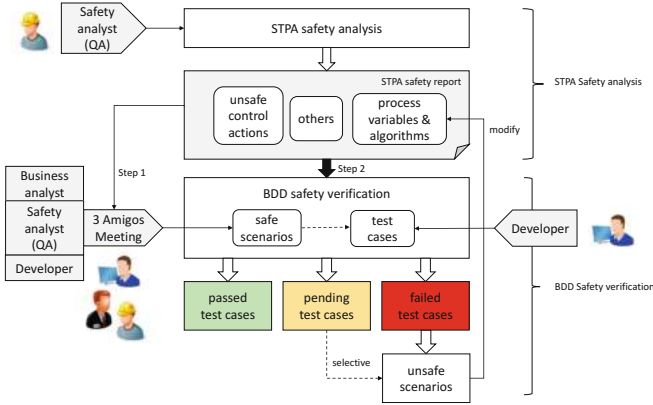 Safety
analyst
(QA)
STPA safety analysis
STPA safety report
unsafe
control
actions
others
process
variables &
algorithms
STPA Safety analysis
modify
Step 1
Step 2
Business
analyst
Safety
analyst
(QA)
Developer
3 Amigos
Meeting
BDD safety verification
safe
scenarios
test
cases
Developer
BDD Safety verification
passed
test cases
pending
test cases
failed
test cases
selective
unsafe
scenarios